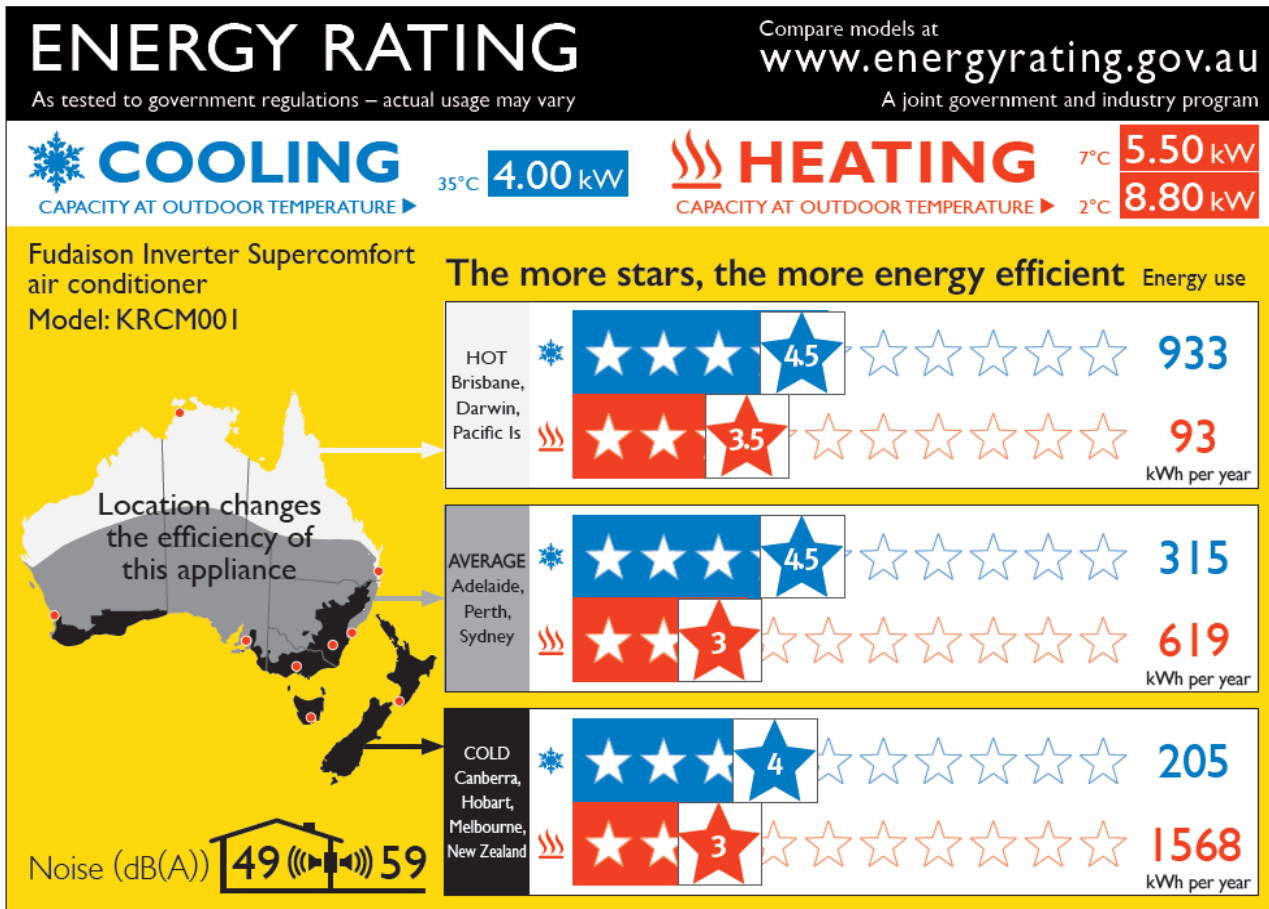 ENERGY RATING
As tested to government regulations – actual usage may vary
Compare models at
www.energyrating.gov.au
A joint government and industry program
COOLING
CAPACITY AT OUTDOOR TEMPERATURE
35°C 4.00 kW
HEATING
CAPACITY AT OUTDOOR TEMPERATURE
7°C 5.50 kW
2°C 8.80 kW
Fudaison Inverter Supercomfort
air conditioner
Model: KRCM001
Location changes
the efficiency of
this appliance
Noise (dB(A)) 49 59
The more stars, the more energy efficient Energy use
HOT
Brisbane,
Darwin,
Pacific Is
4.5 933
3.5 93
kWh per year
AVERAGE
Adelaide,
Perth,
Sydney
4.5 315
3 619
kWh per year
COLD
Canberra,
Hobart,
Melbourne,
New Zealand
4 205
3 1568
kWh per year